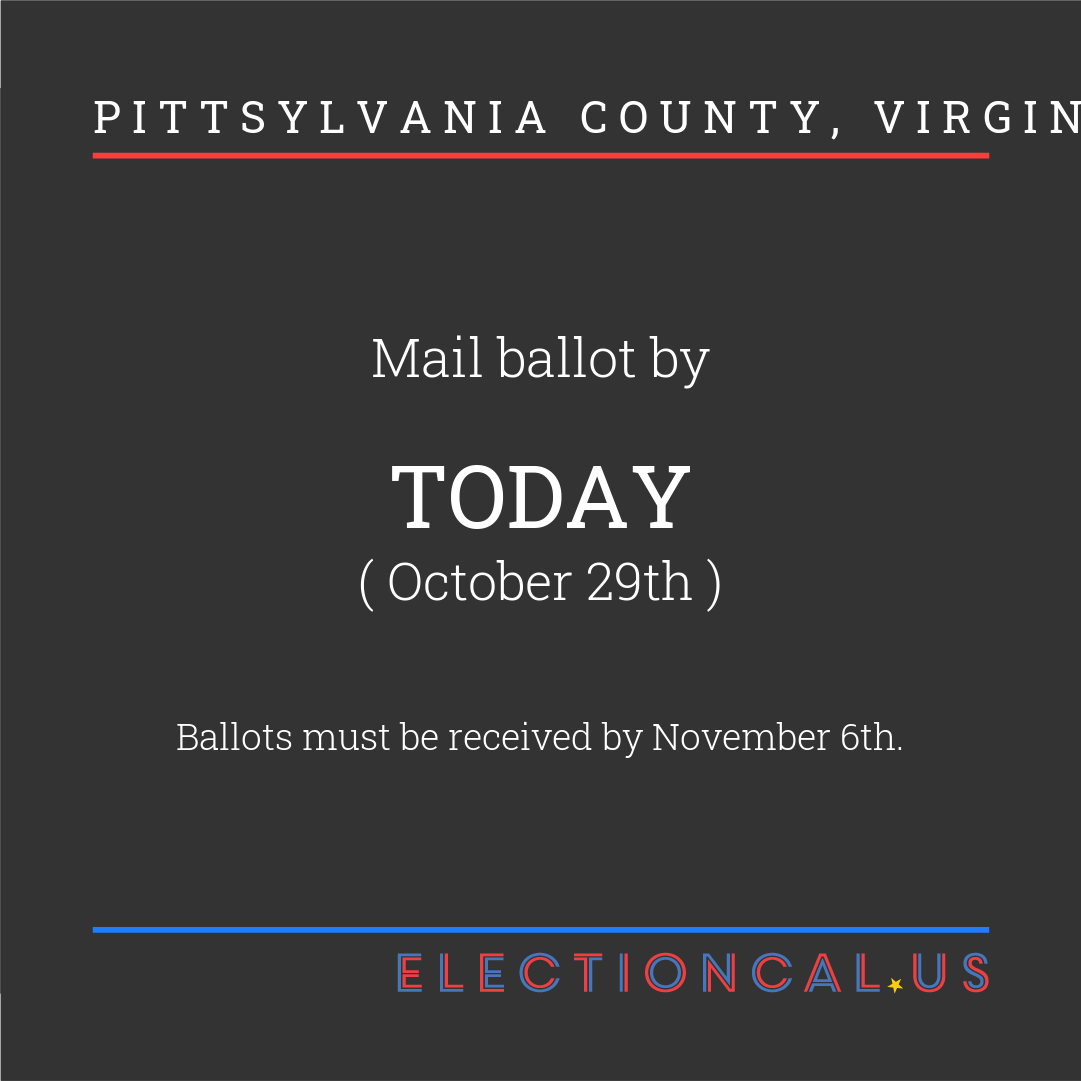 PITTSYLVANIA COUNTY, VIRGIN
Mail ballot by
TODAY
( October 29th )
Ballots must be received by November 6th.
ELECTIONCAL.US